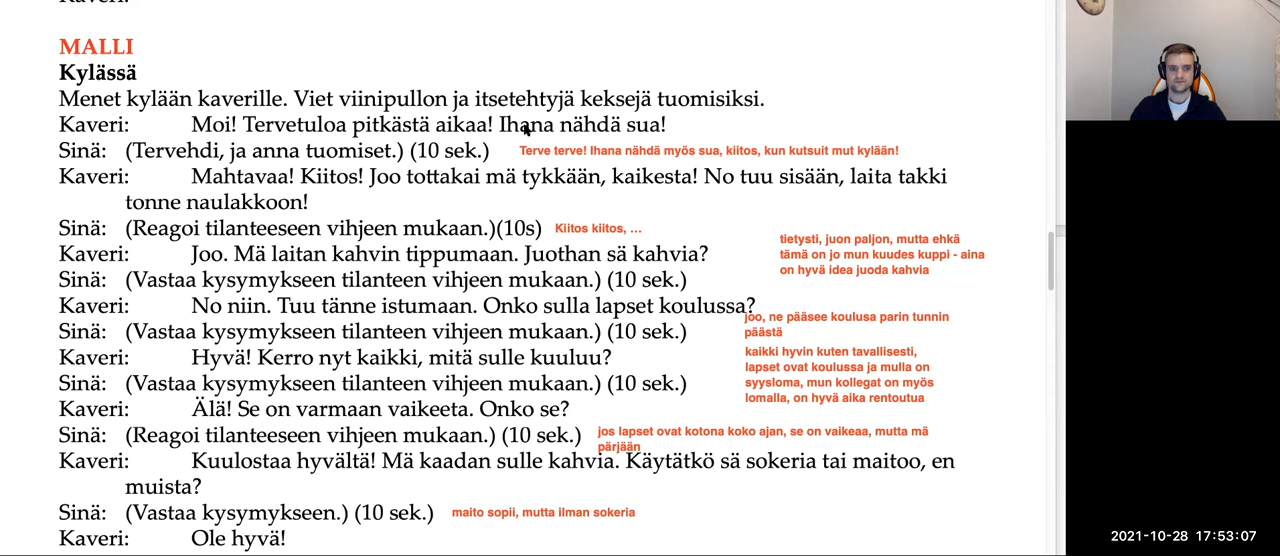 MALLI
Kylässä
Menet kylään kaverille. Viet viinipullon ja itsetehtyjä keksejä tuomisiksi.
Kaveri: Moi! Tervetuloa pitkästä aikaa! Ihana nähdä sua!
Sinä: (Tervehdi, ja anna tuomiset.) (10 sek.) Terve terve! Ihana nähdä myös sua, kiitos, kun kutsuit mut kylään!
Kaveri: Mahtavaa! Kiitos! Joo tottakai mä tykkään, kaikesta! No tuu sisään, laita takki
tonne naulakkoon!
Sinä: (Reagoi tilanteeseen vihjeen mukaan.)(10s) Kiitos kiitos, ...
tietysti, juon paljon, mutta ehkä
Kaveri: Joo. Mä laitan kahvin tippumaan. Juothan sä kahvia? tämä on jo mun kuudes kuppi - aina
on hyvä idea juoda kahvia
Sinä: (Vastaa kysymykseen tilanteen vihjeen mukaan.) (10 sek.)
Kaveri: No niin. Tuu tänne istumaan. Onko sulla lapset koulussa?
joo, ne pääsee koulusa parin tunnin
Sinä: (Vastaa kysymykseen tilanteen vihjeen mukaan.) (10 sek.) päästä
Kaveri: Hyvä! Kerro nyt kaikki, mitä sulle kuuluu? kaikki hyvin kuten tavallisesti,
lapset ovat koulussa ja mulla on
Sinä: (Vastaa kysymykseen tilanteen vihjeen mukaan.) (10 sek.) syysloma, mun kollegat on myös
lomalla, on hyvä aika rentoutua
Kaveri: Älä! Se on varmaan vaikeeta. Onko se?
Sinä: (Reagoi tilanteeseen vihjeen mukaan.) (10 sek.) jos lapset ovat kotona koko ajan, se on vaikeaa, mutta mä
pärjään
Kaveri: Kuulostaa hyvältä! Mä kaadan sulle kahvia. Käytätkö sä sokeria tai maitoo, en
muista?
Sinä: (Vastaa kysymykseen.) (10 sek.) maito sopii, mutta ilman sokeria
Kaveri: Ole hyvä!
2021-10-28 17:53:07